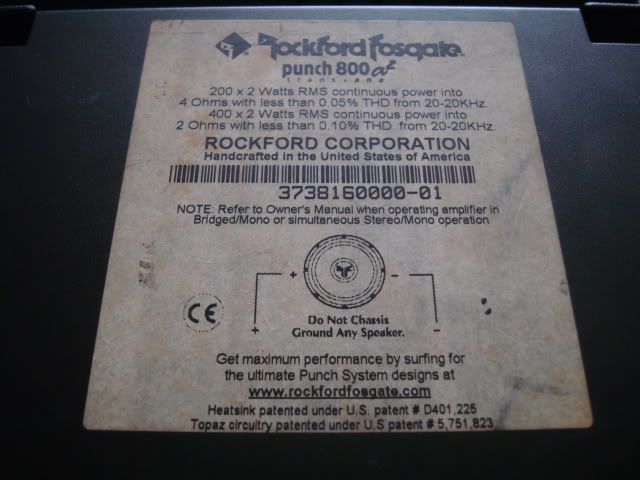 Rockford Fosgate
punch 800a2
trans•ana
200 x 2 Watts RMS continuous power into
4 Ohms with less than 0.05% THD from 20-20KHz.
400 x 2 Watts RMS continuous power into
2 Ohms with less than 0.10% THD from 20-20KHz.
ROCKFORD CORPORATION
Handcrafted in the United States of America
3738160000-01
NOTE: Refer to Owner's Manual when operating amplifier in
Bridged/Mono or simultaneous Stereo/Mono operation
+ −
CE
+ −
Do Not Chassis
Ground Any Speaker.
Get maximum performance by surfing for
the ultimate Punch System designs at
www.rockfordfosgate.com
Heatsink patented under U.S. patent # D401,225
Topaz circuitry patented under U.S patent # 5,751,823